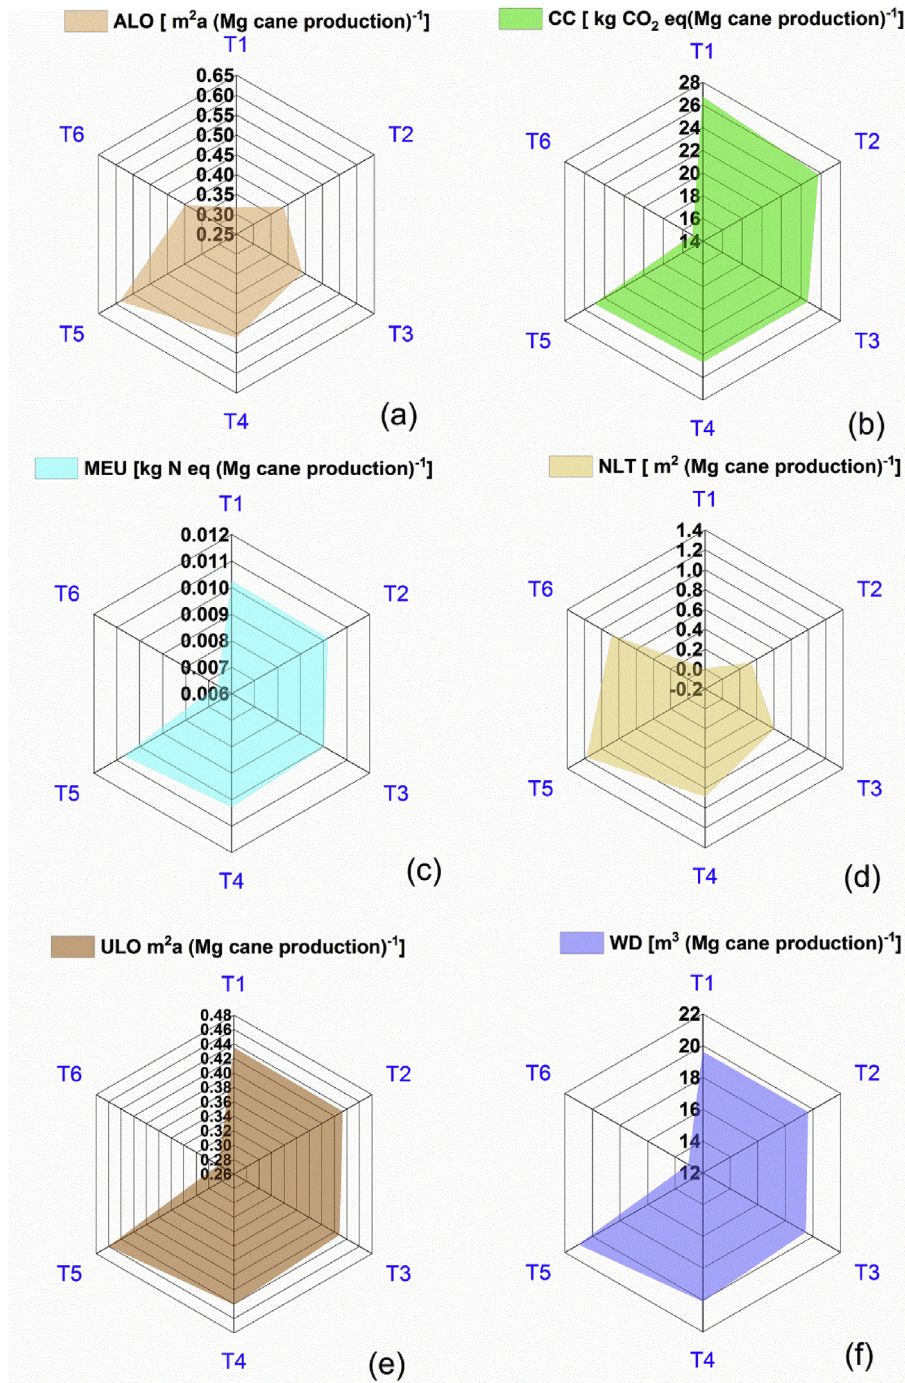 ALO [ m²a (Mg cane production)⁻¹]
T1
0.65
0.60
0.55
0.50
0.45
0.40
0.35
0.30
0.25
T6
T2
T5
T3
T4
(a)
CC [ kg CO₂ eq(Mg cane production)⁻¹]
T1
28
26
24
22
20
18
16
14
T6
T2
T5
T3
T4
(b)
MEU [kg N eq (Mg cane production)⁻¹]
T1
0.012
0.011
0.010
0.009
0.008
0.007
0.006
T6
T2
T5
T3
T4
(c)
NLT [ m² (Mg cane production)⁻¹]
T1
1.4
1.2
1.0
0.8
0.6
0.4
0.2
0.0
-0.2
T6
T2
T5
T3
T4
(d)
ULO m²a (Mg cane production)⁻¹]
T1
0.48
0.46
0.44
0.42
0.40
0.38
0.36
0.34
0.32
0.30
0.28
0.26
T6
T2
T5
T3
T4
(e)
WD [m³ (Mg cane production)⁻¹]
T1
22
20
18
16
14
12
T6
T2
T5
T3
T4
(f)